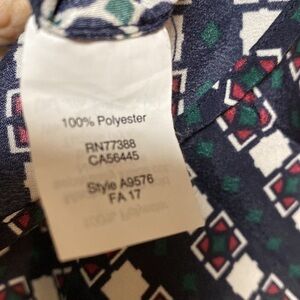 100% Polyester
RN77388
CA56445
Style A9576
FA 17